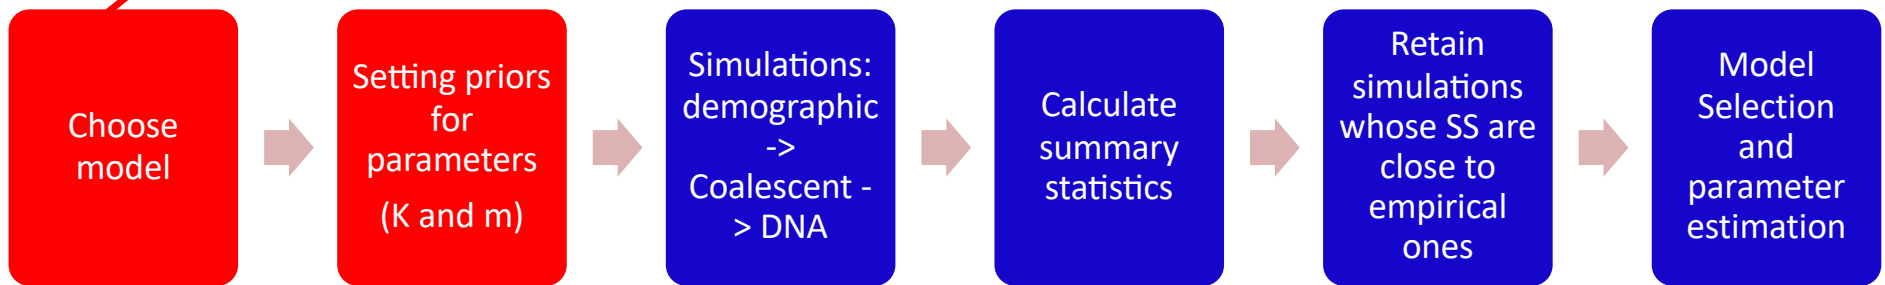 Choose
model
Setting priors
for
parameters
(K and m)
Simulations:
demographic
->
Coalescent -
> DNA
Calculate
summary
statistics
Retain
simulations
whose SS are
close to
empirical
ones
Model
Selection
and
parameter
estimation